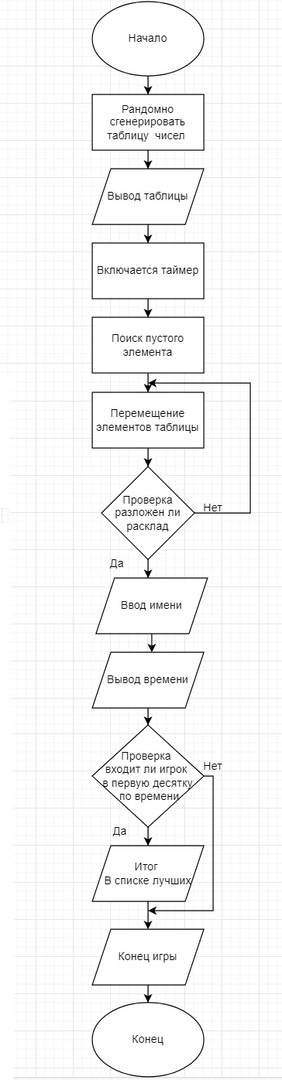 Начало
Рандомно
сгенерировать
таблицу чисел
Вывод таблицы
Включается таймер
Поиск пустого
элемента
Перемещение
элементов таблицы
Проверка
разложен ли
расклад
Нет
Да
Ввод имени
Вывод времени
Проверка
входит ли игрок
в первую десятку
по времени
Нет
Да
Итог
В списке лучших
Конец игры
Конец